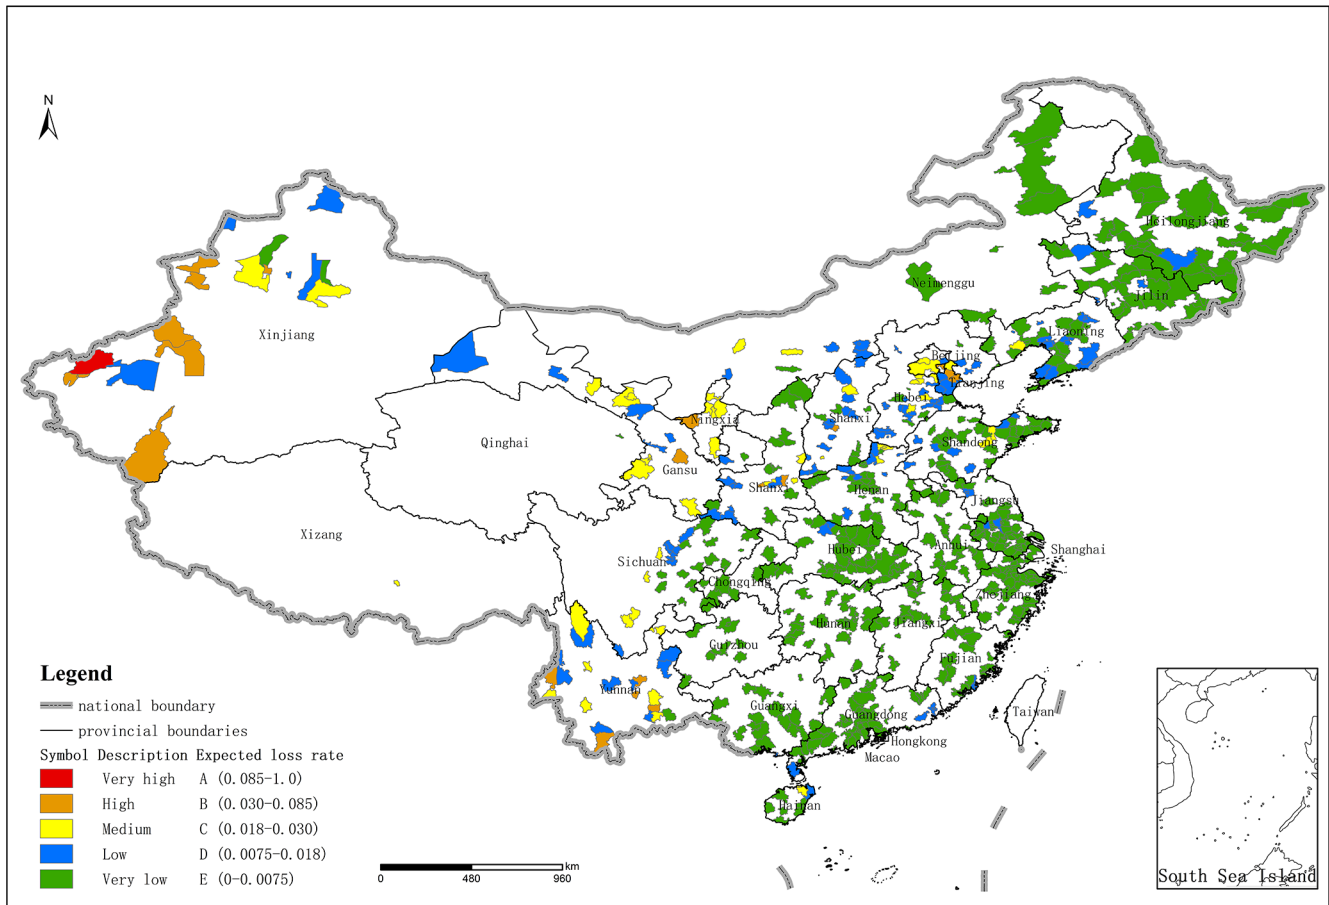 N
Heilongjiang
Neimenggu
Jilin
Xinjiang
Liaoning
Beijing
Tianjing
Hebei
Ningxia
Shanxi
Qinghai
Shandong
Gansu
Shanxi
Henan
Jiangsu
Xizang
Hubei
Anhui
Shanghai
Sichuan
Chongqing
Zhejiang
Hunan
Jiangxi
Guizhou
Fujian
Yunnan
Guangxi
Guangdong
Taiwan
Hongkong
Macao
Hainan
Legend
national boundary
provincial boundaries
Symbol Description Expected loss rate
Very high A (0.085-1.0)
High B (0.030-0.085)
Medium C (0.018-0.030)
Low D (0.0075-0.018)
Very low E (0-0.0075)
km
0 480 960
South Sea Island